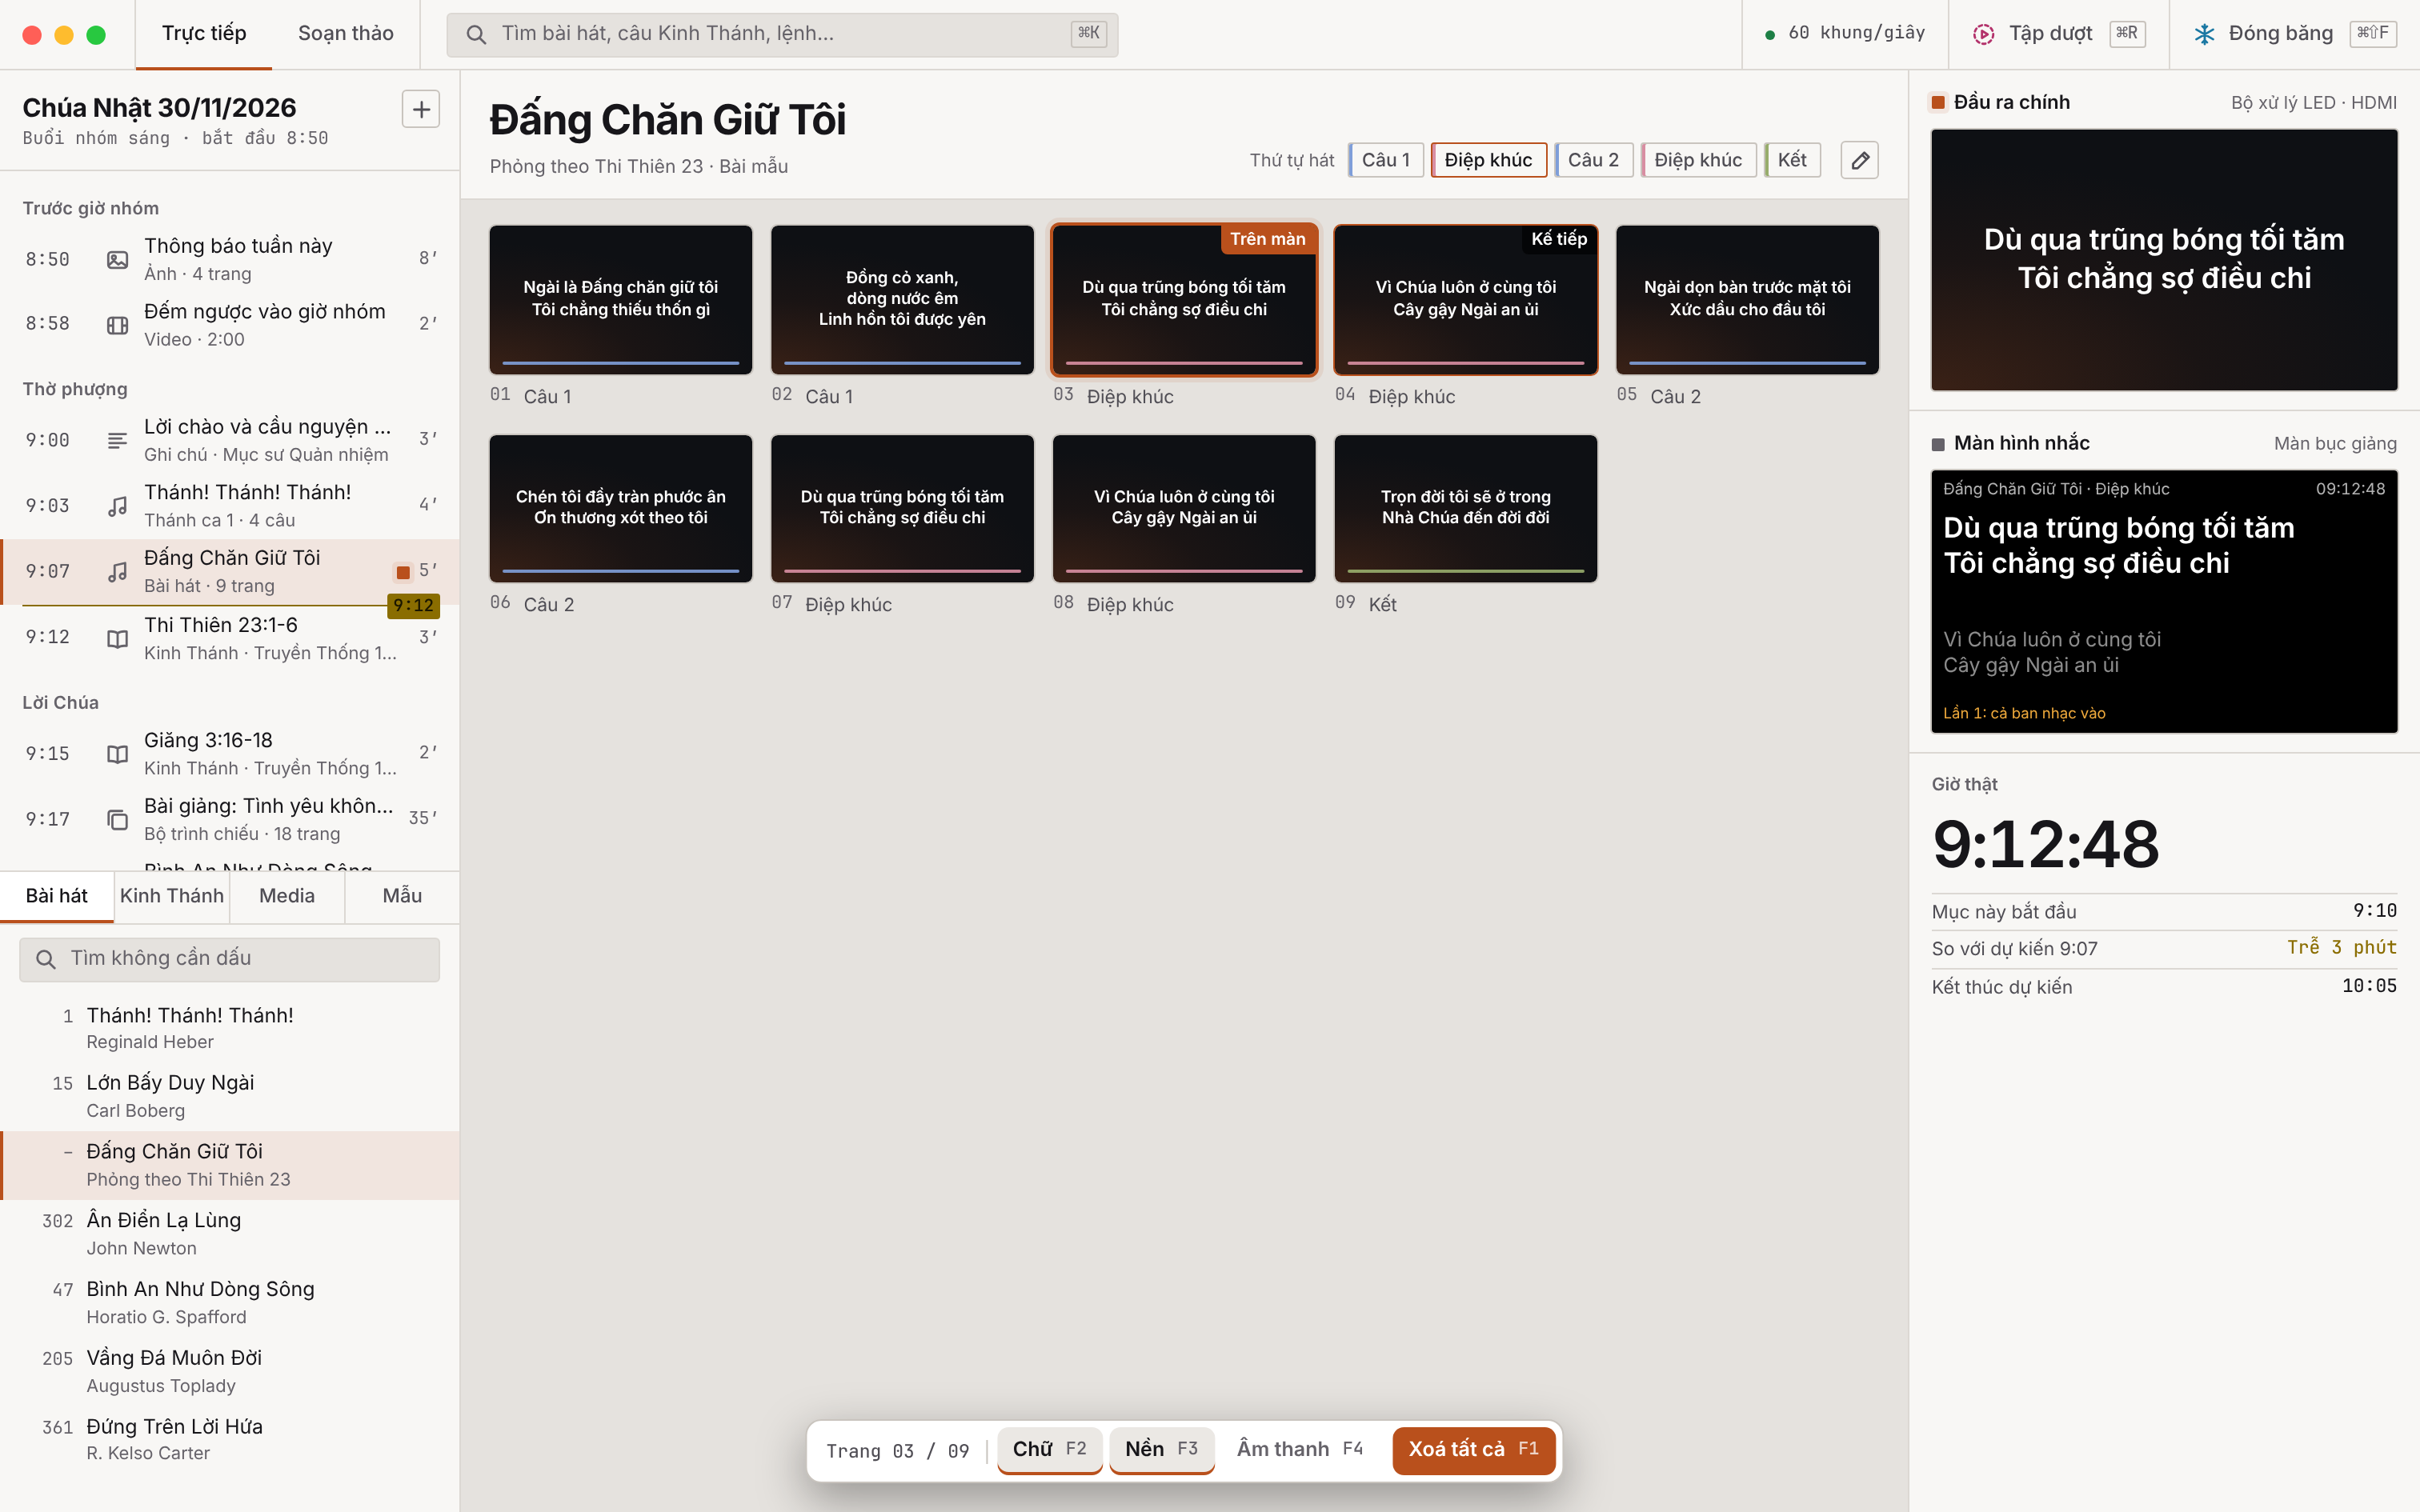 Trực tiếp
Soạn thảo
Tìm bài hát, câu Kinh Thánh, lệnh...
⌘K
60 khung/giây
Tập dượt
⌘R
Đóng băng
⌘⇧F
Chúa Nhật 30/11/2026
Buổi nhóm sáng · bắt đầu 8:50
Trước giờ nhóm
8:50
Thông báo tuần này
8′
Ảnh · 4 trang
8:58
Đếm ngược vào giờ nhóm
2′
Video · 2:00
Thờ phượng
9:00
Lời chào và cầu nguyện ...
3′
Ghi chú · Mục sư Quản nhiệm
9:03
Thánh! Thánh! Thánh!
4′
Thánh ca 1 · 4 câu
9:07
Đấng Chăn Giữ Tôi
5′
Bài hát · 9 trang
9:12
9:12
Thi Thiên 23:1-6
3′
Kinh Thánh · Truyền Thống 1...
Lời Chúa
9:15
Giăng 3:16-18
2′
Kinh Thánh · Truyền Thống 1...
9:17
Bài giảng: Tình yêu khôn...
35′
Bộ trình chiếu · 18 trang
Bình An Như Dòng Sông
Bài hát
Kinh Thánh
Media
Mẫu
Tìm không cần dấu
1
Thánh! Thánh! Thánh!
Reginald Heber
15
Lớn Bấy Duy Ngài
Carl Boberg
–
Đấng Chăn Giữ Tôi
Phỏng theo Thi Thiên 23
302
Ân Điển Lạ Lùng
John Newton
47
Bình An Như Dòng Sông
Horatio G. Spafford
205
Vầng Đá Muôn Đời
Augustus Toplady
361
Đứng Trên Lời Hứa
R. Kelso Carter
Đấng Chăn Giữ Tôi
Phỏng theo Thi Thiên 23 · Bài mẫu
Thứ tự hát
Câu 1
Điệp khúc
Câu 2
Điệp khúc
Kết
Ngài là Đấng chăn giữ tôi
Tôi chẳng thiếu thốn gì
01 Câu 1
Đồng cỏ xanh,
dòng nước êm
Linh hồn tôi được yên
02 Câu 1
Trên màn
Dù qua trũng bóng tối tăm
Tôi chẳng sợ điều chi
03 Điệp khúc
Kế tiếp
Vì Chúa luôn ở cùng tôi
Cây gậy Ngài an ủi
04 Điệp khúc
Ngài dọn bàn trước mặt tôi
Xức dầu cho đầu tôi
05 Câu 2
Chén tôi đầy tràn phước ân
Ơn thương xót theo tôi
06 Câu 2
Dù qua trũng bóng tối tăm
Tôi chẳng sợ điều chi
07 Điệp khúc
Vì Chúa luôn ở cùng tôi
Cây gậy Ngài an ủi
08 Điệp khúc
Trọn đời tôi sẽ ở trong
Nhà Chúa đến đời đời
09 Kết
Trang 03 / 09
Chữ F2
Nền F3
Âm thanh F4
Xoá tất cả F1
Đầu ra chính
Bộ xử lý LED · HDMI
Dù qua trũng bóng tối tăm
Tôi chẳng sợ điều chi
Màn hình nhắc
Màn bục giảng
Đấng Chăn Giữ Tôi · Điệp khúc
09:12:48
Dù qua trũng bóng tối tăm
Tôi chẳng sợ điều chi
Vì Chúa luôn ở cùng tôi
Cây gậy Ngài an ủi
Lần 1: cả ban nhạc vào
Giờ thật
9:12:48
Mục này bắt đầu
9:10
So với dự kiến 9:07
Trễ 3 phút
Kết thúc dự kiến
10:05